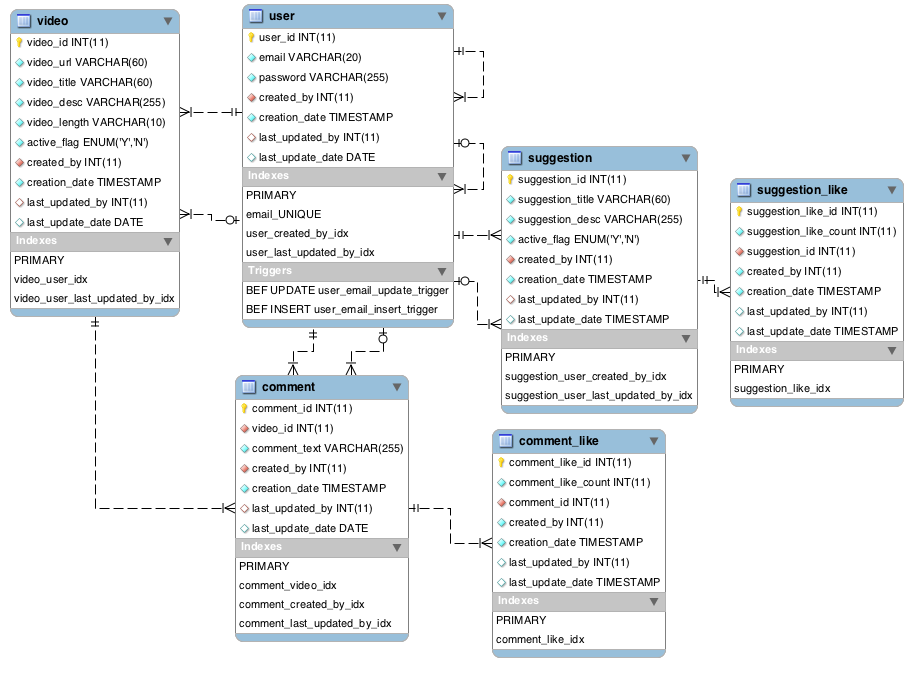 video
video_id INT(11)
video_url VARCHAR(60)
video_title VARCHAR(60)
video_desc VARCHAR(255)
video_length VARCHAR(10)
active_flag ENUM('Y','N')
created_by INT(11)
creation_date TIMESTAMP
last_updated_by INT(11)
last_update_date DATE
Indexes
PRIMARY
video_user_idx
video_user_last_updated_by_idx
user
user_id INT(11)
email VARCHAR(20)
password VARCHAR(255)
created_by INT(11)
creation_date TIMESTAMP
last_updated_by INT(11)
last_update_date DATE
Indexes
PRIMARY
email_UNIQUE
user_created_by_idx
user_last_updated_by_idx
Triggers
BEF UPDATE user_email_update_trigger
BEF INSERT user_email_insert_trigger
suggestion
suggestion_id INT(11)
suggestion_title VARCHAR(60)
suggestion_desc VARCHAR(255)
active_flag ENUM('Y','N')
created_by INT(11)
creation_date TIMESTAMP
last_updated_by INT(11)
last_update_date TIMESTAMP
Indexes
PRIMARY
suggestion_user_created_by_idx
suggestion_user_last_updated_by_idx
suggestion_like
suggestion_like_id INT(11)
suggestion_like_count INT(11)
suggestion_id INT(11)
created_by INT(11)
creation_date TIMESTAMP
last_updated_by INT(11)
last_update_date TIMESTAMP
Indexes
PRIMARY
suggestion_like_idx
comment
comment_id INT(11)
video_id INT(11)
comment_text VARCHAR(255)
created_by INT(11)
creation_date TIMESTAMP
last_updated_by INT(11)
last_update_date DATE
Indexes
PRIMARY
comment_video_idx
comment_created_by_idx
comment_last_updated_by_idx
comment_like
comment_like_id INT(11)
comment_like_count INT(11)
comment_id INT(11)
created_by INT(11)
creation_date TIMESTAMP
last_updated_by INT(11)
last_update_date TIMESTAMP
Indexes
PRIMARY
comment_like_idx